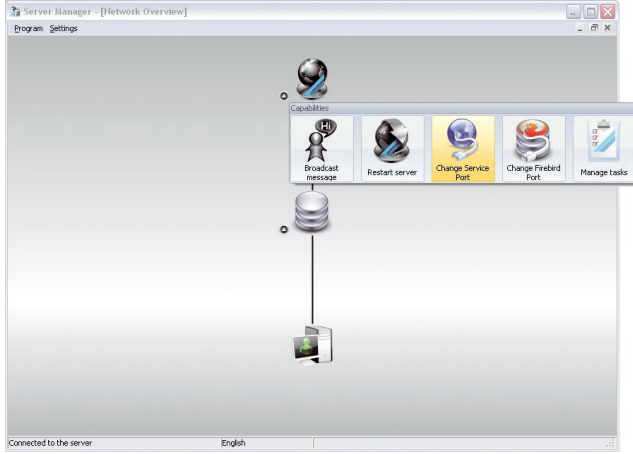 Server Manager - [Network Overview]
Program Settings
Capabilities
Hi
Broadcast message
Restart server
Change Service Port
Change Firebird Port
Manage tasks
Connected to the server
English